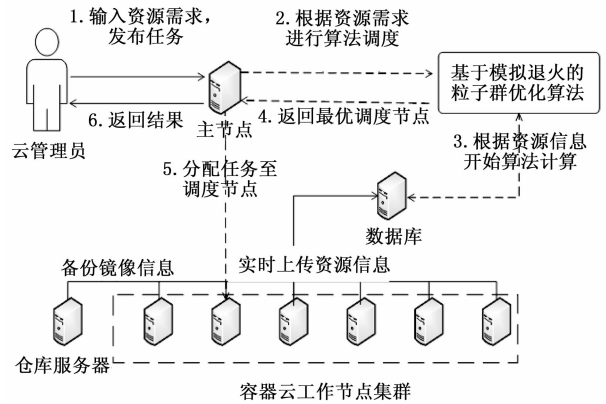 1.输入资源需求,
发布任务
2.根据资源需求
进行算法调度
基于模拟退火的
粒子群优化算法
6.返回结果
4.返回最优调度节点
主节点
云管理员
3.根据资源信息
开始算法计算
5.分配任务至
调度节点
数据库
备份镜像信息
实时上传资源信息
仓库服务器
容器云工作节点集群